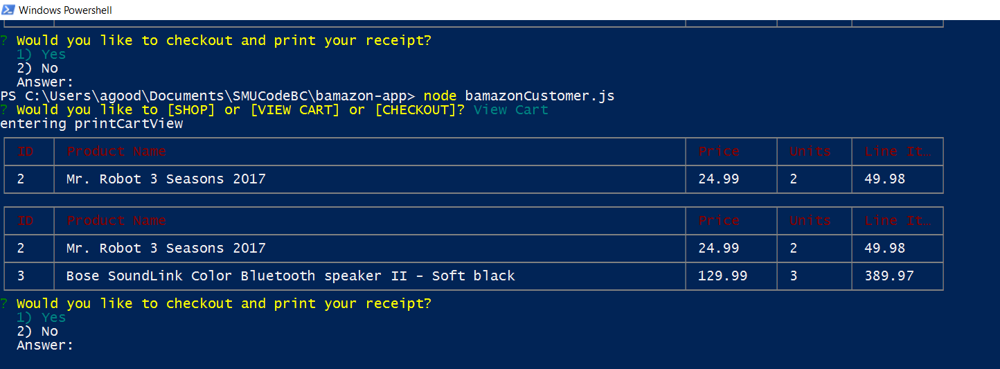 Windows Powershell
? Would you like to checkout and print your receipt?
1) Yes
2) No
Answer:
PS C:\Users\agood\Documents\SMUCodeBC\bamazon-app> node bamazonCustomer.js
? Would you like to [SHOP] or [VIEW CART] or [CHECKOUT]? View Cart
entering printCartView
ID Product Name Price Units Line It…
2 Mr. Robot 3 Seasons 2017 24.99 2 49.98
ID Product Name Price Units Line It…
2 Mr. Robot 3 Seasons 2017 24.99 2 49.98
3 Bose SoundLink Color Bluetooth speaker II - Soft black 129.99 3 389.97
? Would you like to checkout and print your receipt?
1) Yes
2) No
Answer: